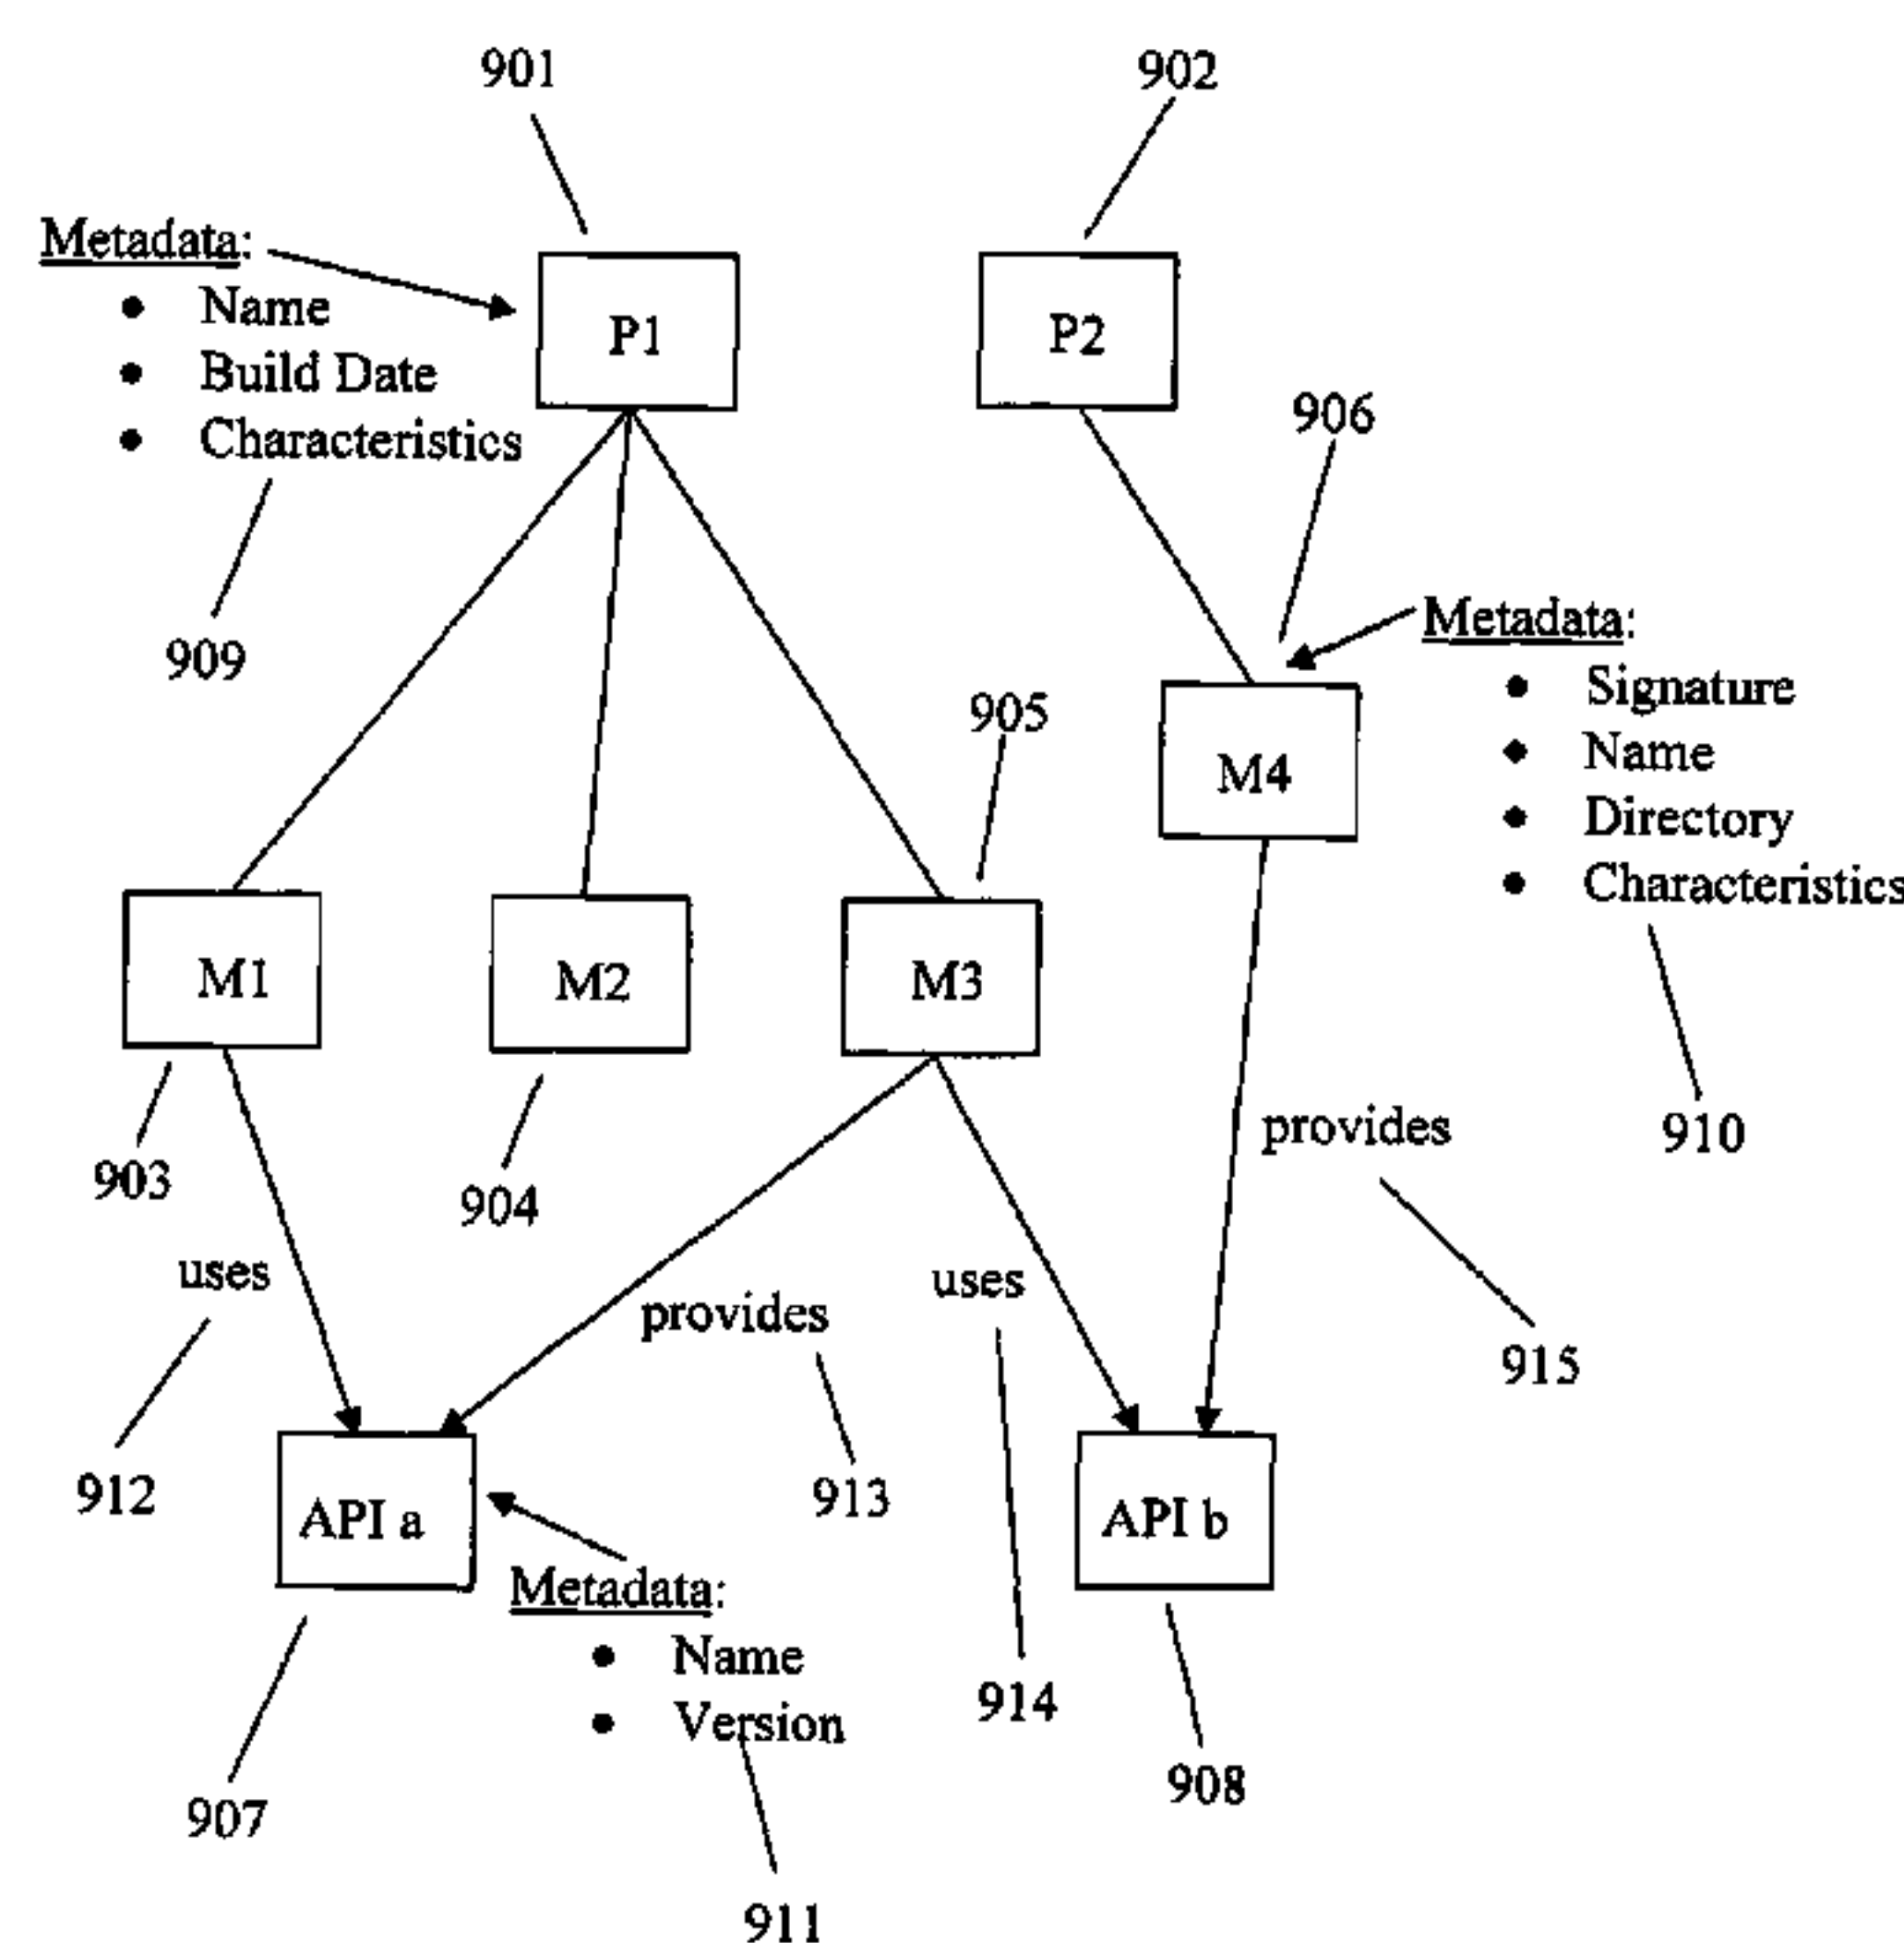 901
902
Metadata:
• Name
• Build Date
• Characteristics
P1
P2
906
909
Metadata:
• Signature
• Name
• Directory
• Characteristics
905
M4
M1
M2
M3
903
904
provides
910
uses
provides
uses
915
912
913
API a
API b
Metadata:
• Name
• Version
914
907
908
911